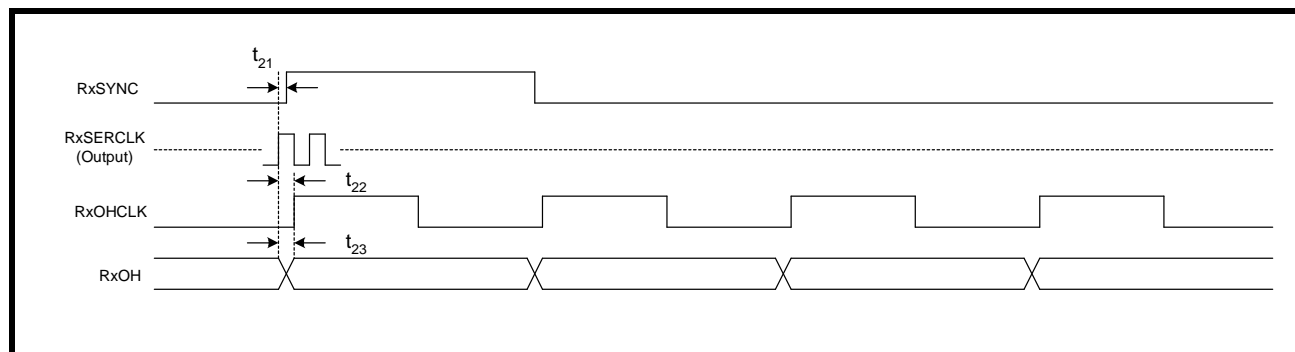 t21
RxSYNC
RxSERCLK
(Output)
t22
RxOHCLK
t23
RxOH